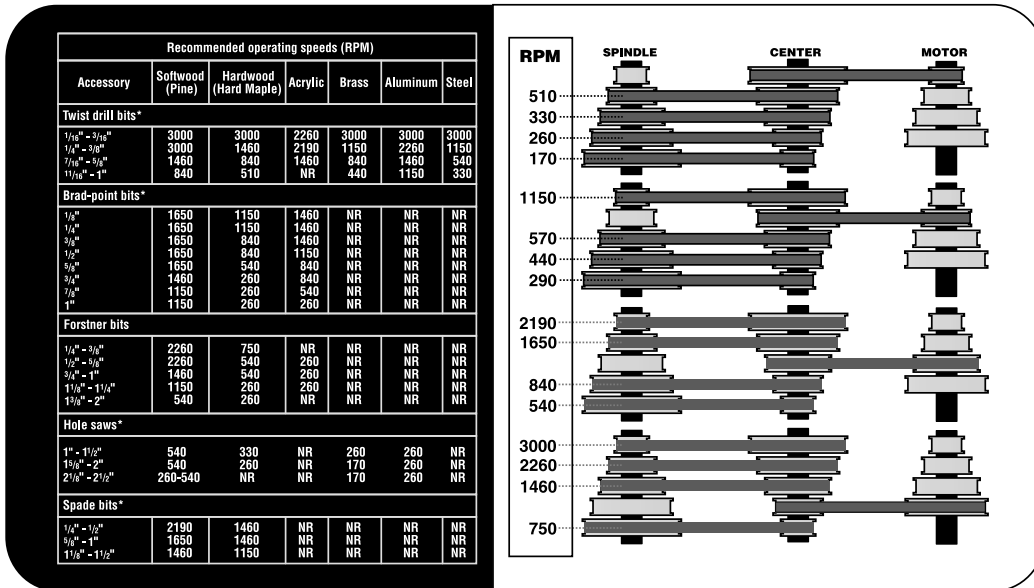 Recommended operating speeds (RPM)
Accessory Softwood (Pine) Hardwood (Hard Maple) Acrylic Brass Aluminum Steel
Twist drill bits*
1/16" - 3/16" 3000 3000 2260 3000 3000 3000
1/4" - 3/8" 3000 1460 2190 1150 2260 1150
7/16" - 5/8" 1460 840 1460 840 1460 540
11/16" - 1" 840 510 NR 440 1150 330
Brad-point bits*
1/8" 1650 1150 1460 NR NR NR
1/4" 1650 1150 1460 NR NR NR
3/8" 1650 840 1460 NR NR NR
1/2" 1650 840 1150 NR NR NR
5/8" 1650 540 840 NR NR NR
3/4" 1460 260 840 NR NR NR
7/8" 1150 260 540 NR NR NR
1" 1150 260 260 NR NR NR
Forstner bits
1/4" - 3/8" 2260 750 NR NR NR NR
1/2" - 5/8" 2260 540 260 NR NR NR
3/4" - 1" 1460 540 260 NR NR NR
1 1/8" - 1 1/4" 1150 260 260 NR NR NR
1 3/8" - 2" 540 260 NR NR NR NR
Hole saws*
1" - 1 1/2" 540 330 NR 260 260 NR
1 5/8" - 2" 540 260 NR 170 260 NR
2 1/8" - 2 1/2" 260-540 NR NR 170 260 NR
Spade bits*
1/4" - 1/2" 2190 1460 NR NR NR NR
5/8" - 1" 1650 1460 NR NR NR NR
1 1/8" - 1 1/2" 1460 1150 NR NR NR NR
RPM SPINDLE CENTER MOTOR
510
330
260
170
1150
570
440
290
2190
1650
840
540
3000
2260
1460
750